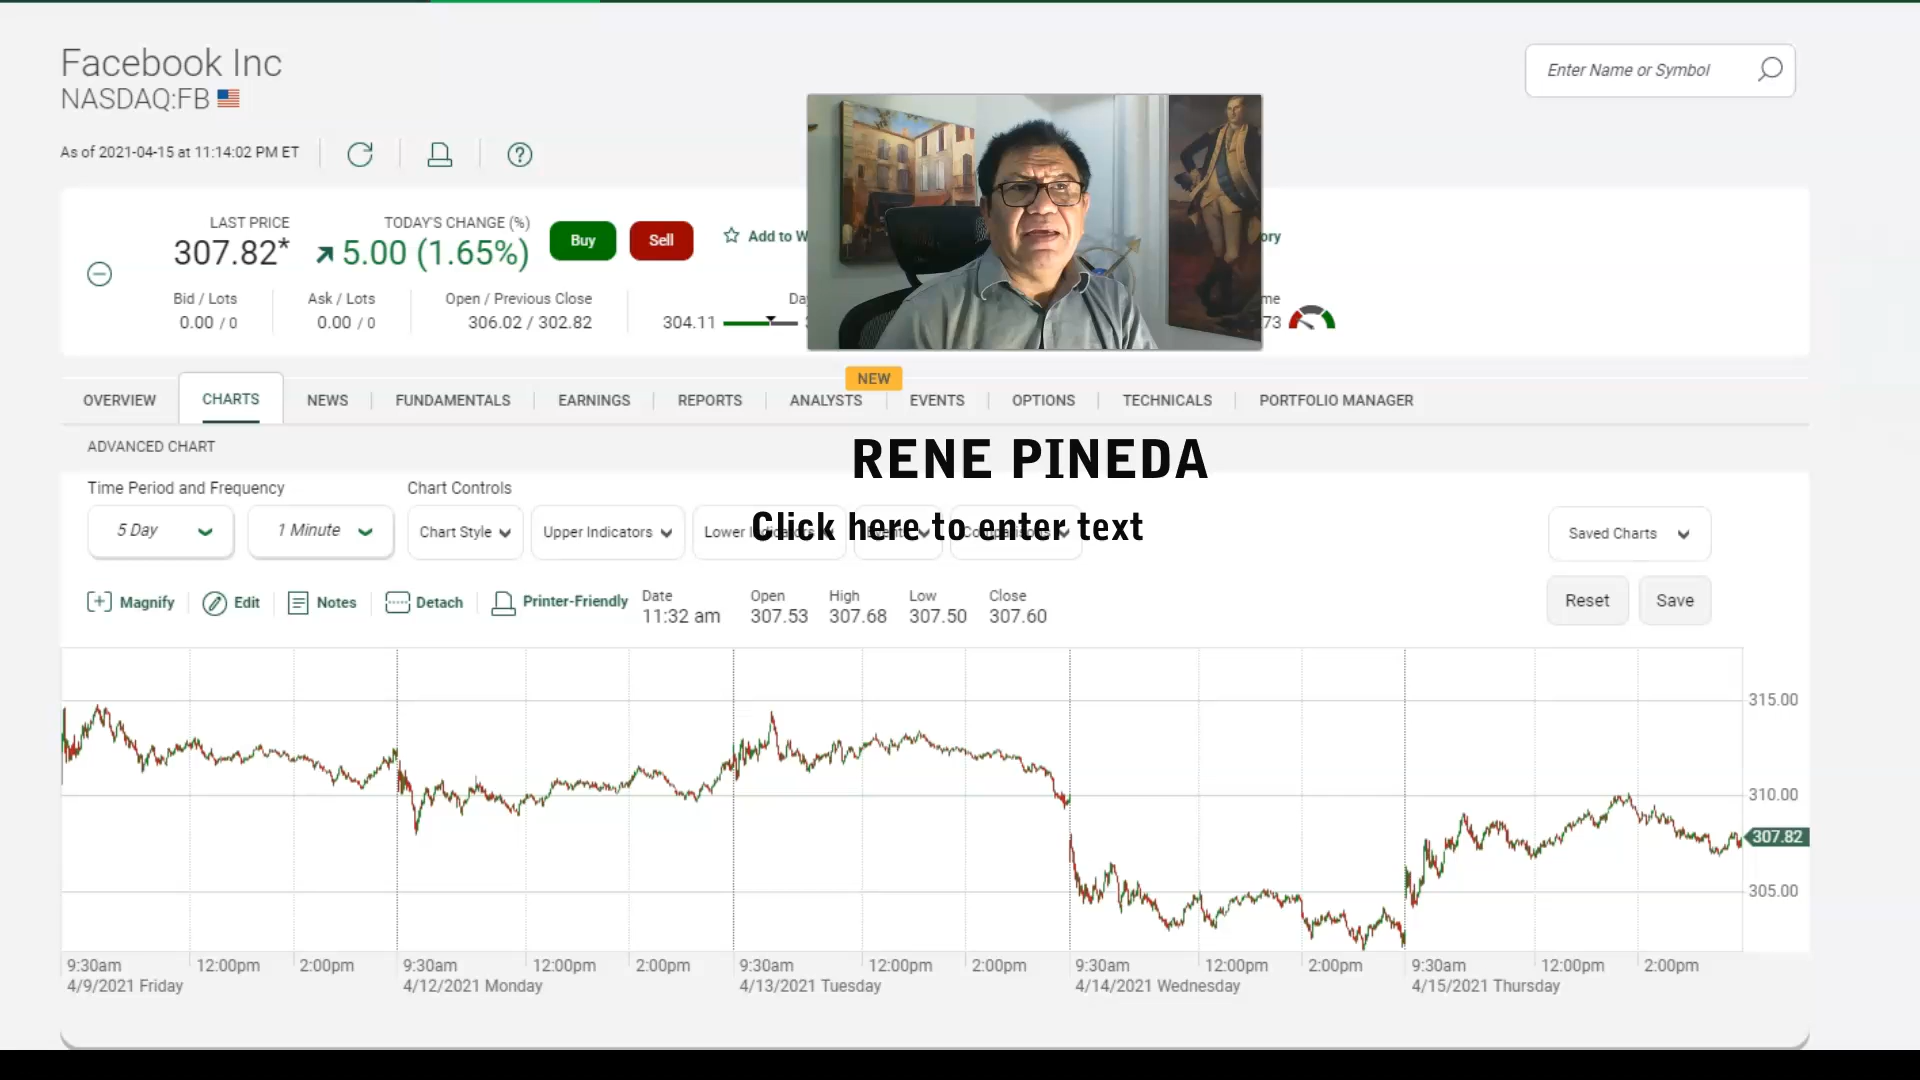 Facebook Inc
NASDAQ:FB
Enter Name or Symbol
As of 2021-04-15 at 11:14:02 PM ET
LAST PRICE
307.82*
TODAY'S CHANGE (%)
5.00 (1.65%)
Buy
Sell
Add to W
ory
Bid / Lots
0.00 / 0
Ask / Lots
0.00 / 0
Open / Previous Close
306.02 / 302.82
Da
304.11
me
73
NEW
OVERVIEW
CHARTS
NEWS
FUNDAMENTALS
EARNINGS
REPORTS
ANALYSTS
EVENTS
OPTIONS
TECHNICALS
PORTFOLIO MANAGER
ADVANCED CHART
RENE PINEDA
Time Period and Frequency
Chart Controls
5 Day
1 Minute
Chart Style
Upper Indicators
Lower
Click here to enter text
Saved Charts
Magnify
Edit
Notes
Detach
Printer-Friendly
Date
11:32 am
Open
307.53
High
307.68
Low
307.50
Close
307.60
Reset
Save
315.00
310.00
307.82
305.00
9:30am 12:00pm 2:00pm 9:30am 12:00pm 2:00pm 9:30am 12:00pm 2:00pm 9:30am 12:00pm 2:00pm 9:30am 12:00pm 2:00pm
4/9/2021 Friday 4/12/2021 Monday 4/13/2021 Tuesday 4/14/2021 Wednesday 4/15/2021 Thursday